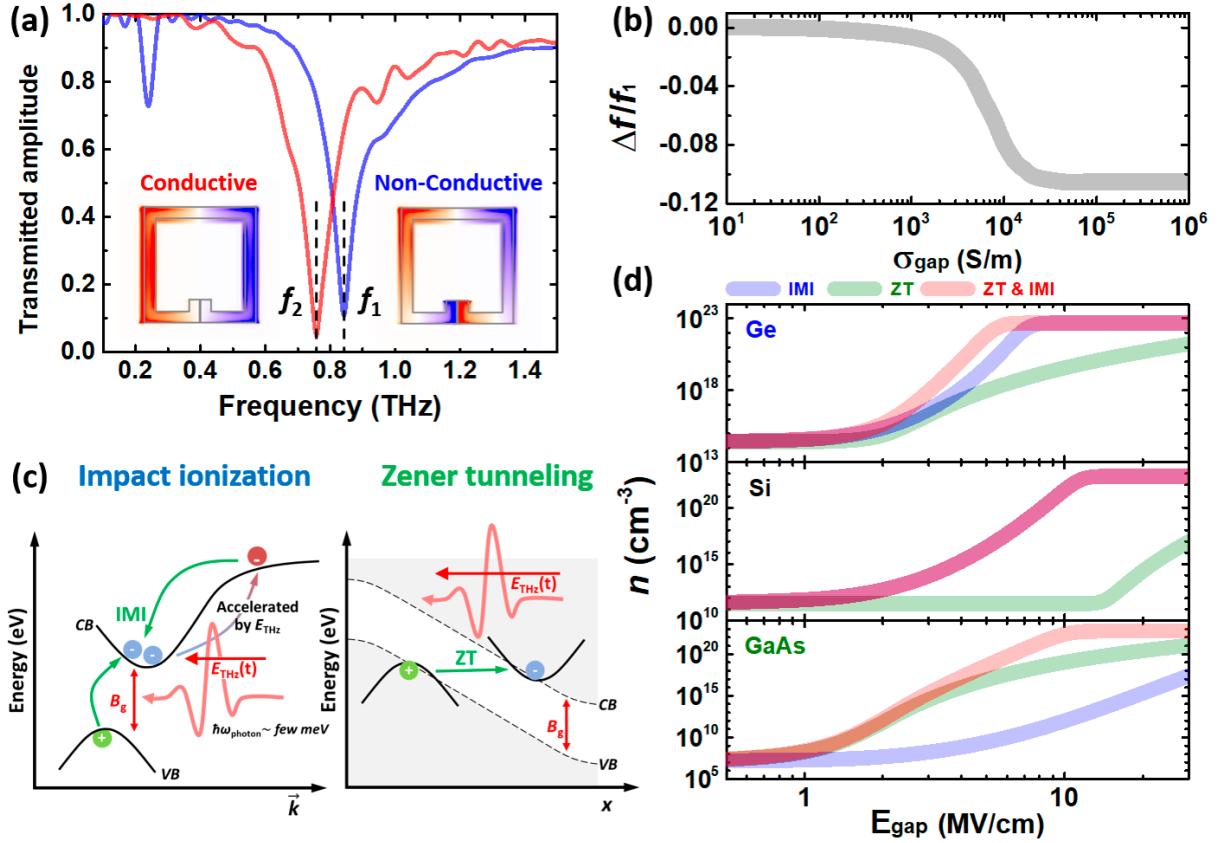 (a)
1.0
0.8
0.6
0.4
0.2
0.0
Transmitted amplitude
Conductive
Non-Conductive
f2
f1
0.2 0.4 0.6 0.8 1.0 1.2 1.4
Frequency (THz)
(b)
0.00
-0.04
-0.08
-0.12
Δf/f1
10^1 10^2 10^3 10^4 10^5 10^6
σgap (S/m)
(c)
Impact ionization
Zener tunneling
Energy (eV)
CB
IMI
Accelerated
by ETHz
ETHz(t)
Bg
ħωphoton~ few meV
VB
k
Energy (eV)
ETHz(t)
ZT
Bg
CB
VB
x
(d)
IMI ZT ZT & IMI
Ge
10^23
10^18
10^13
Si
10^20
10^15
10^10
GaAs
10^20
10^15
10^10
10^5
n (cm^-3)
1 10
Egap (MV/cm)